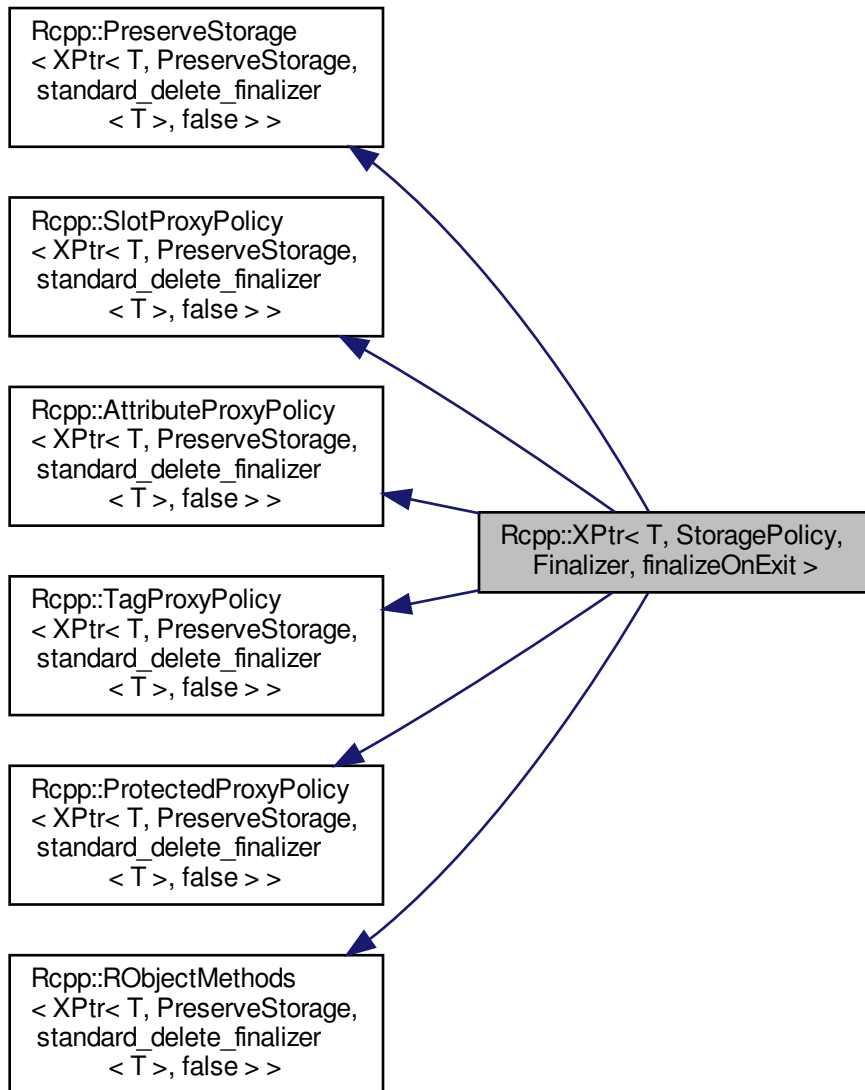 Rcpp::PreserveStorage
< XPtr< T, PreserveStorage,
standard_delete_finalizer
< T >, false > >
Rcpp::SlotProxyPolicy
< XPtr< T, PreserveStorage,
standard_delete_finalizer
< T >, false > >
Rcpp::AttributeProxyPolicy
< XPtr< T, PreserveStorage,
standard_delete_finalizer
< T >, false > >
Rcpp::XPtr< T, StoragePolicy,
Finalizer, finalizeOnExit >
Rcpp::TagProxyPolicy
< XPtr< T, PreserveStorage,
standard_delete_finalizer
< T >, false > >
Rcpp::ProtectedProxyPolicy
< XPtr< T, PreserveStorage,
standard_delete_finalizer
< T >, false > >
Rcpp::RObjectMethods
< XPtr< T, PreserveStorage,
standard_delete_finalizer
< T >, false > >